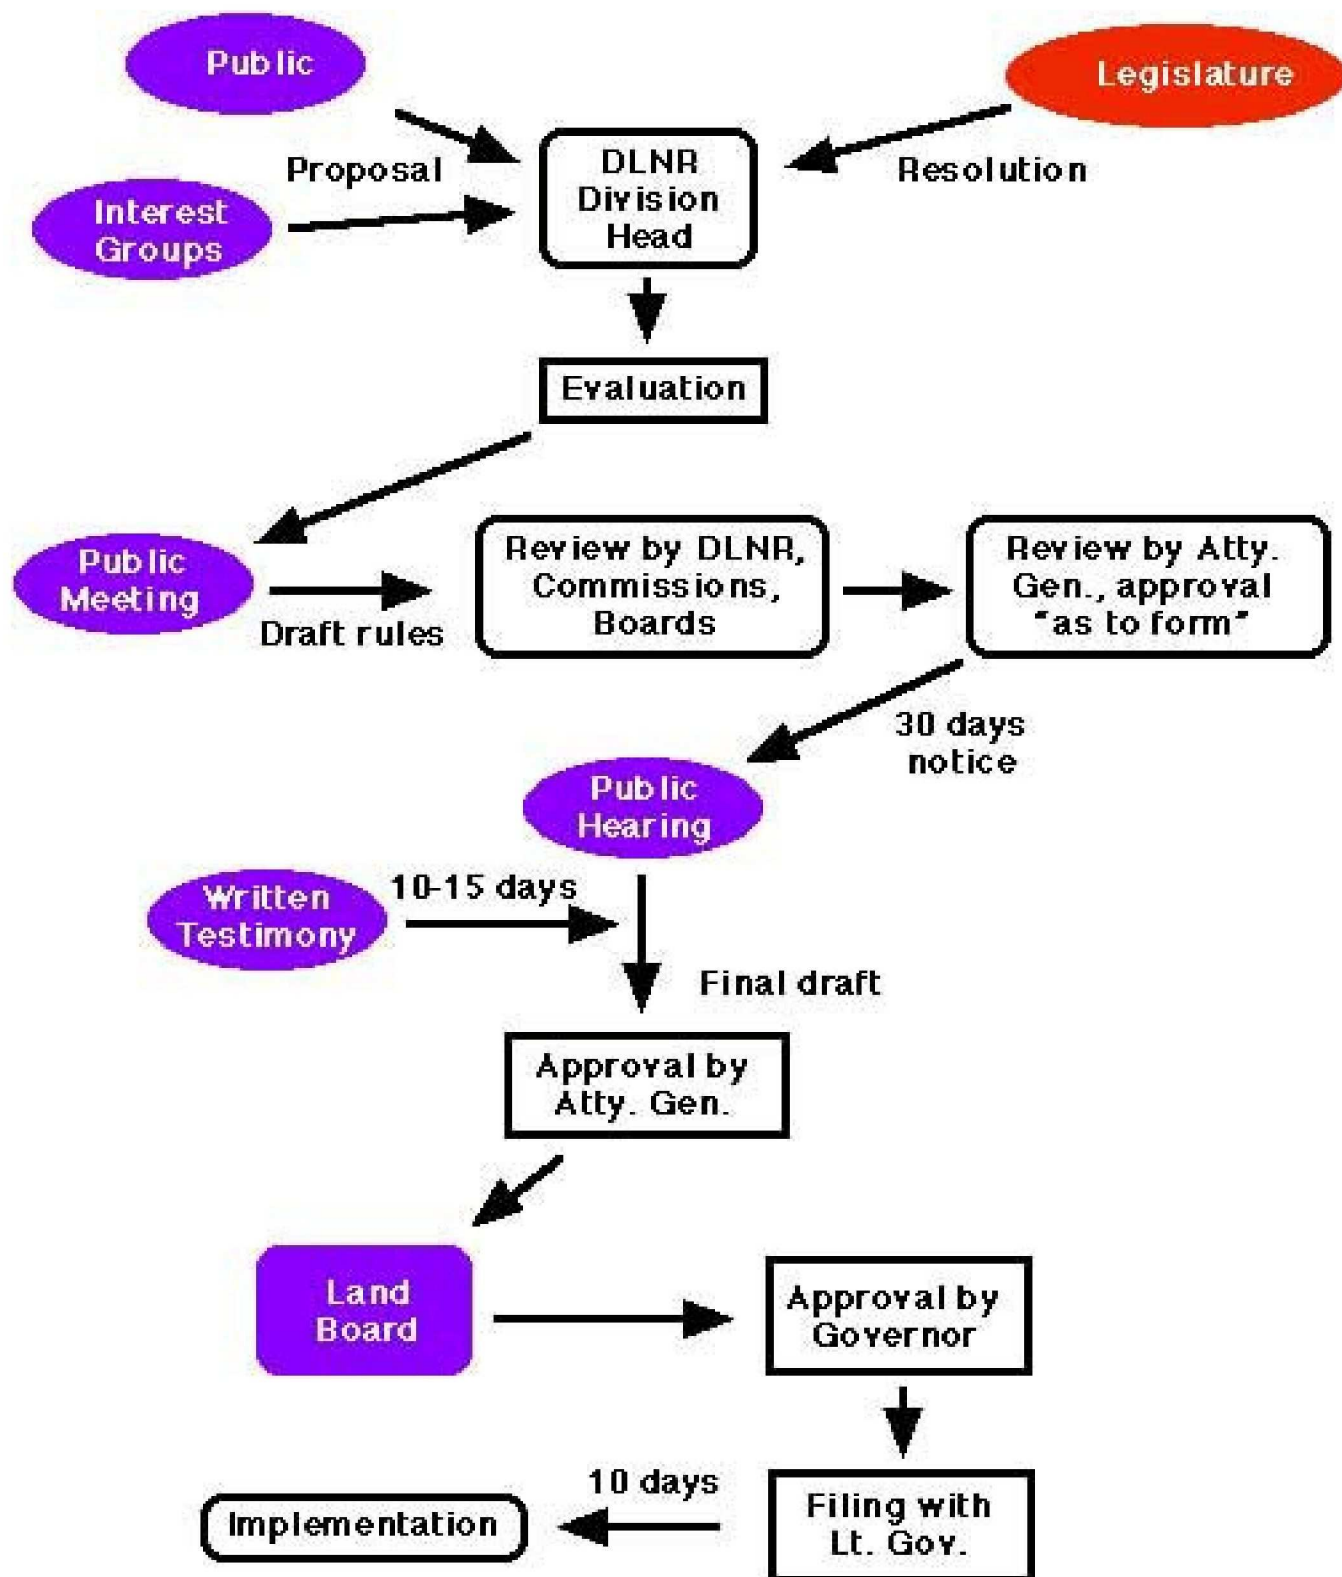 Public
Legislature
Proposal
DLNR
Division
Head
Resolution
Interest
Groups
Evaluation
Public
Meeting
Draft rules
Review by DLNR,
Commissions,
Boards
Review by Atty.
Gen., approval
"as to form"
30 days
notice
Public
Hearing
Written
Testimony
10-15 days
Final draft
Approval by
Atty. Gen.
Land
Board
Approval by
Governor
Filing with
Lt. Gov.
10 days
Implementation